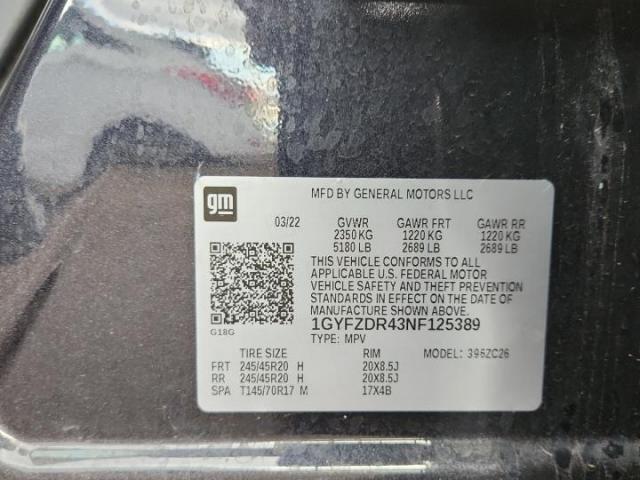 gm
MFD BY GENERAL MOTORS LLC
03/22 GVWR GAWR FRT GAWR RR
2350 KG 1220 KG 1220 KG
5180 LB 2689 LB 2689 LB
THIS VEHICLE CONFORMS TO ALL
APPLICABLE U.S. FEDERAL MOTOR
VEHICLE SAFETY AND THEFT PREVENTION
STANDARDS IN EFFECT ON THE DATE OF
MANUFACTURE SHOWN ABOVE.
G18G
1GYFZDR43NF125389
TYPE: MPV
TIRE SIZE RIM MODEL: 396ZC26
FRT 245/45R20 H 20X8.5J
RR 245/45R20 H 20X8.5J
SPA T145/70R17 M 17X4B